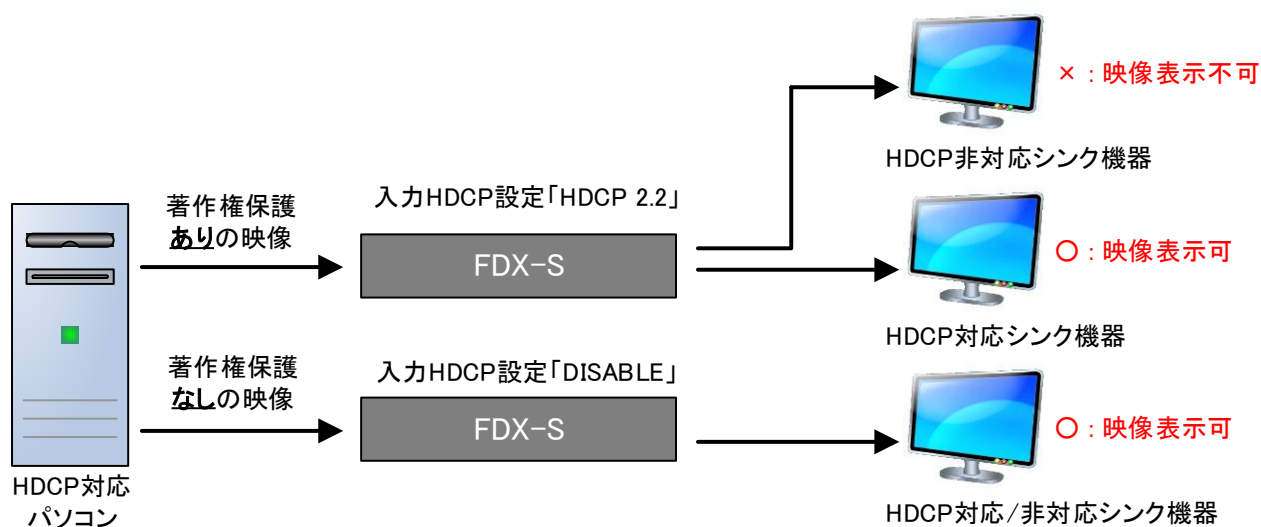 ×：映像表示不可
HDCP非対応シンク機器
著作権保護
ありの映像
入力HDCP設定「HDCP 2.2」
FDX-S
○：映像表示可
HDCP対応シンク機器
著作権保護
なしの映像
入力HDCP設定「DISABLE」
FDX-S
○：映像表示可
HDCP対応/非対応シンク機器
HDCP対応
パソコン